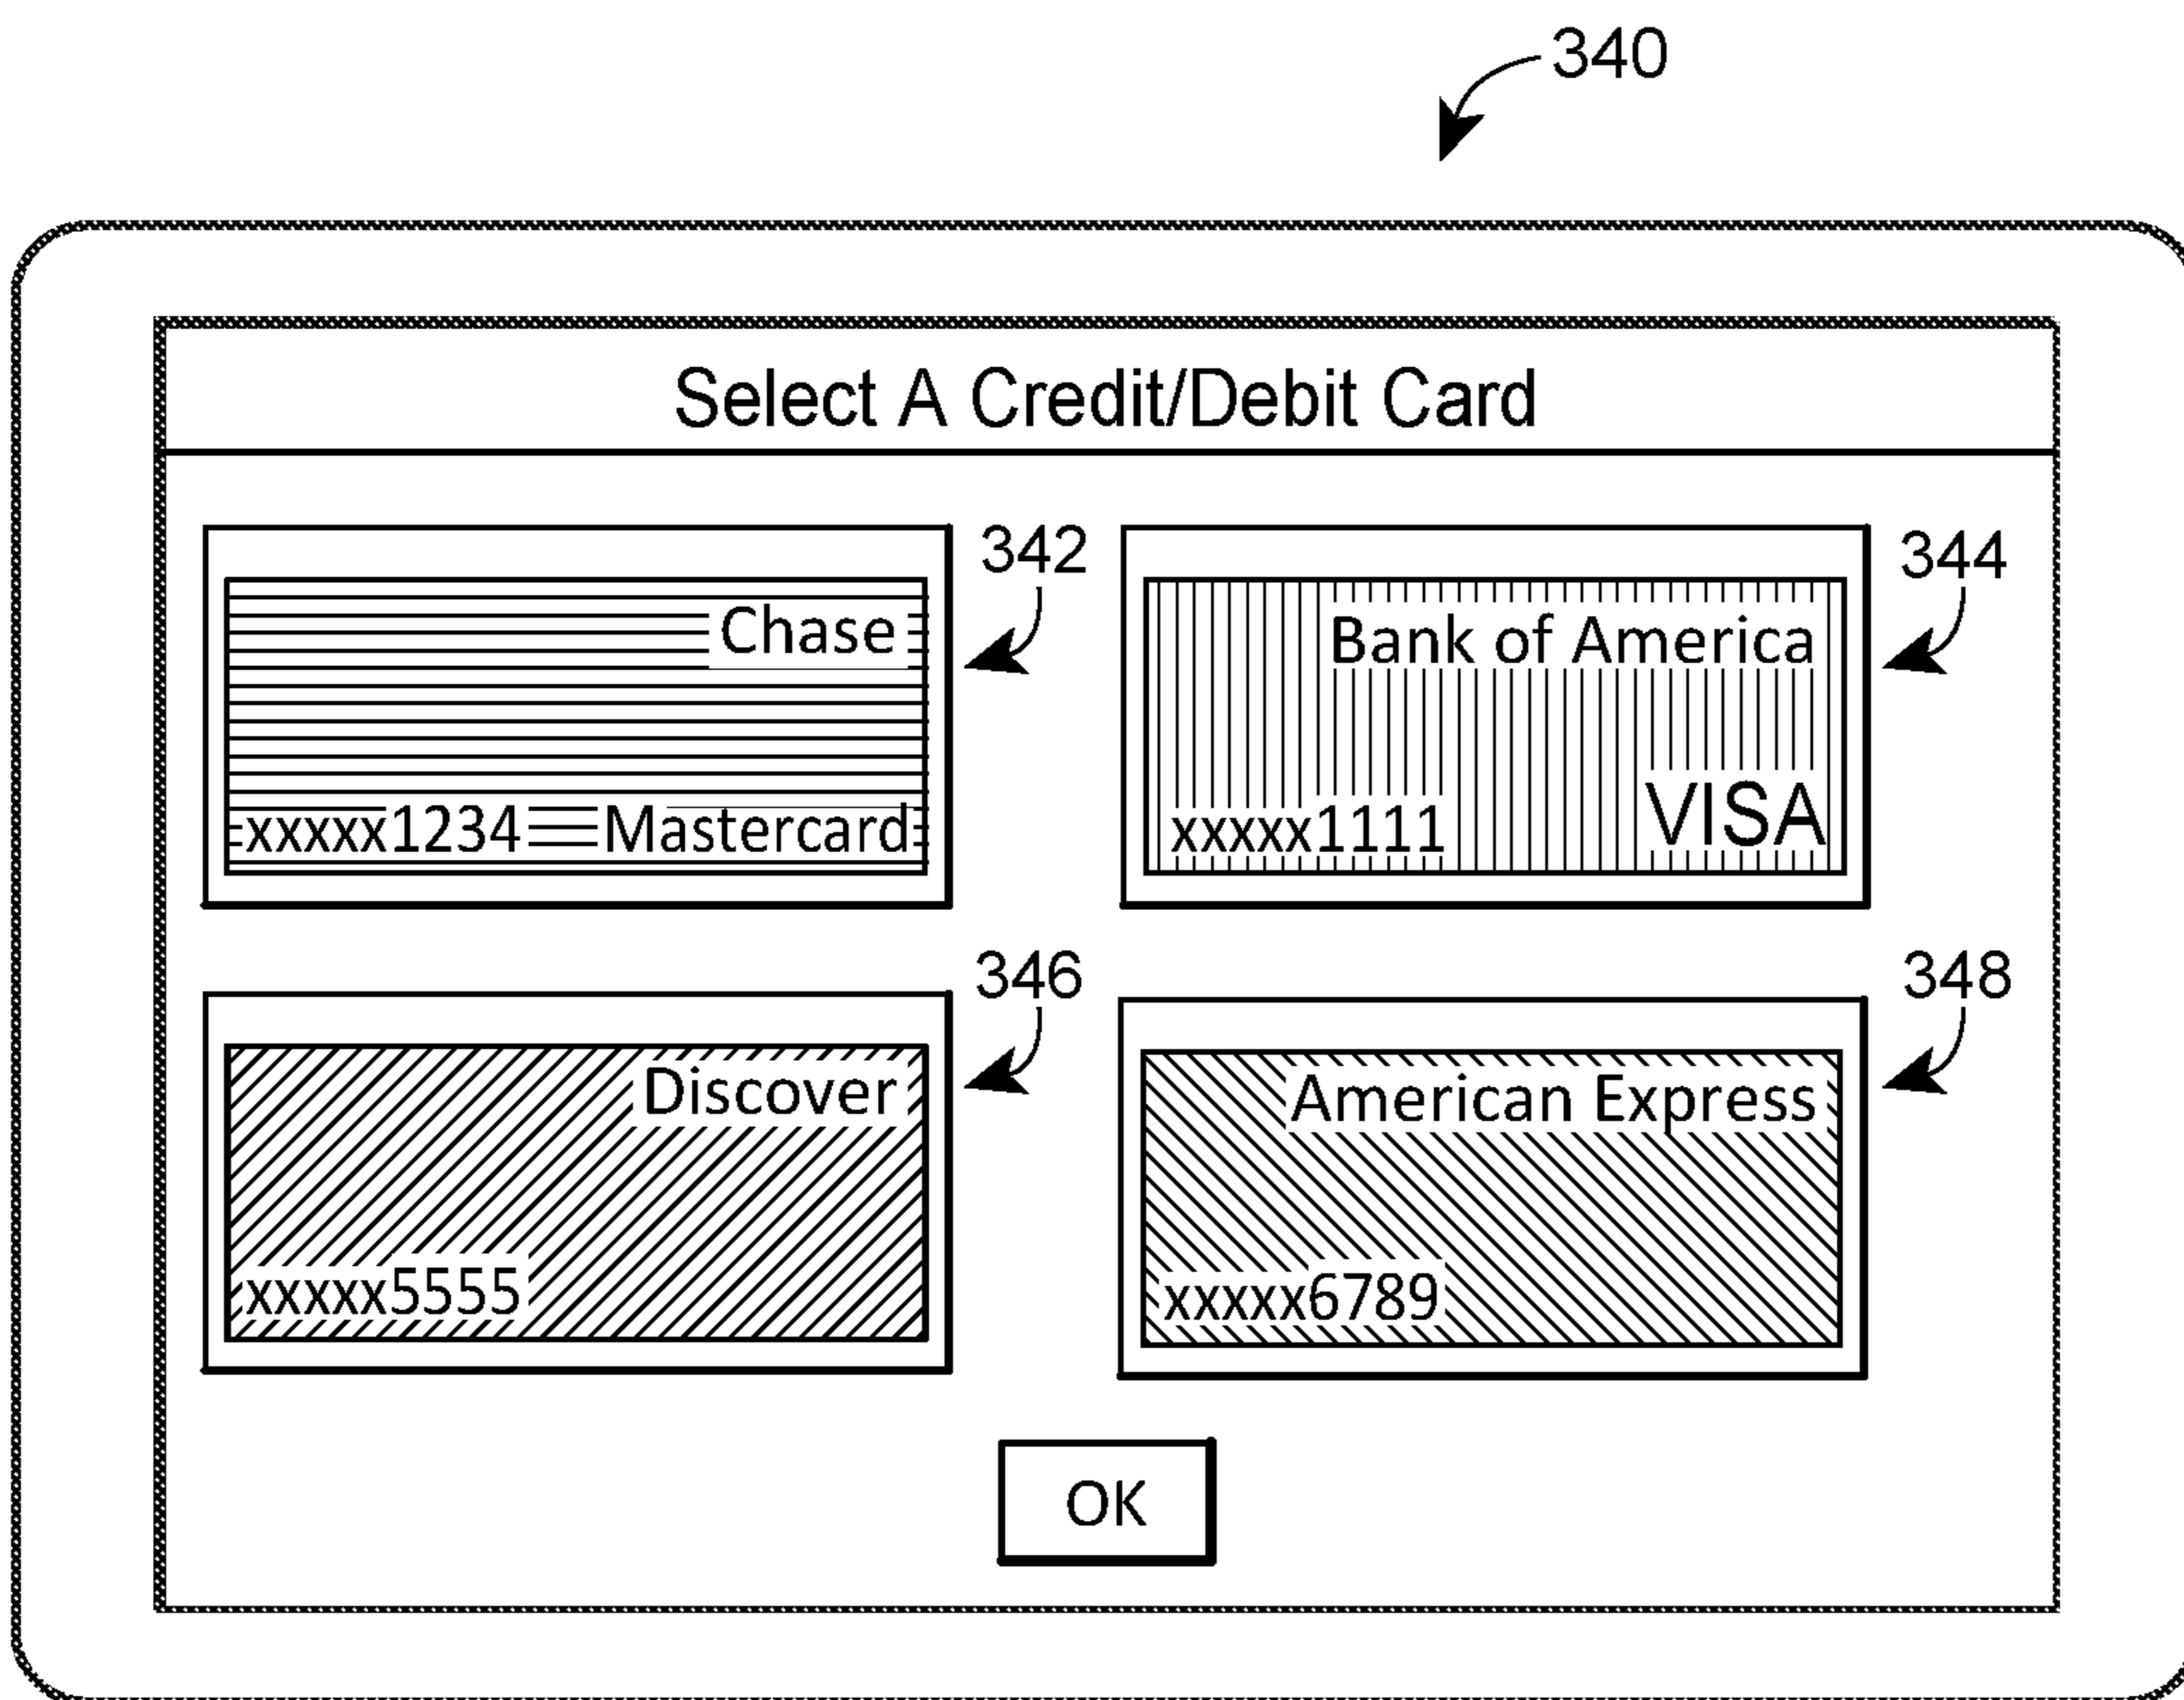 340
Select A Credit/Debit Card
342
344
Chase
Bank of America
xxxxx1234 Mastercard
xxxxx1111 VISA
346
348
Discover
American Express
xxxxx5555
xxxxx6789
OK